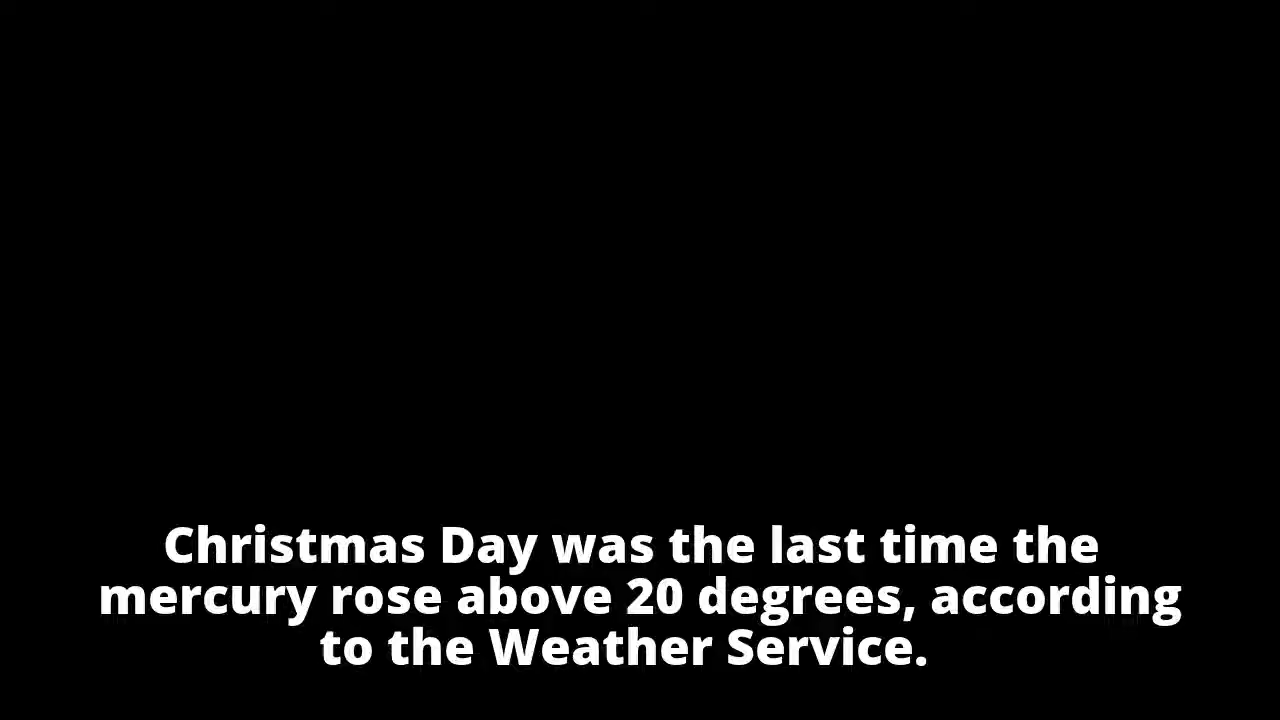 Christmas Day was the last time the
mercury rose above 20 degrees, according
to the Weather Service.